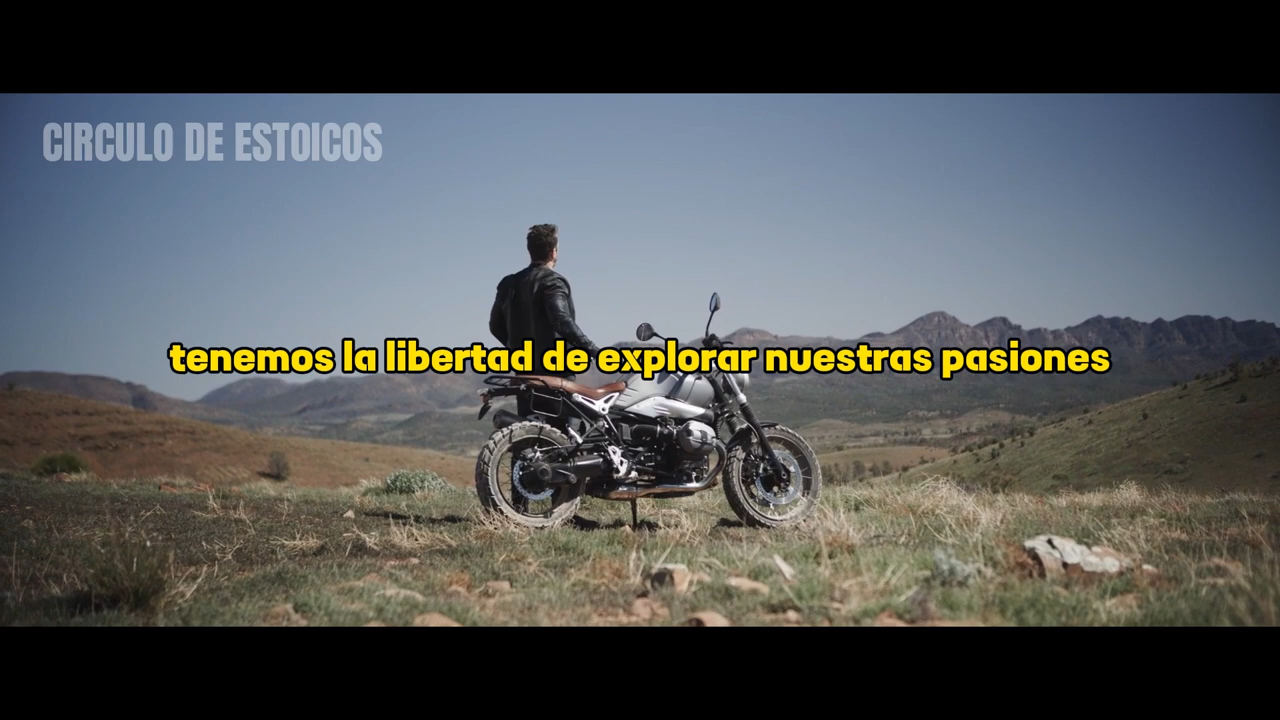 CIRCULO DE ESTOICOS
tenemos la libertad de explorar nuestras pasiones